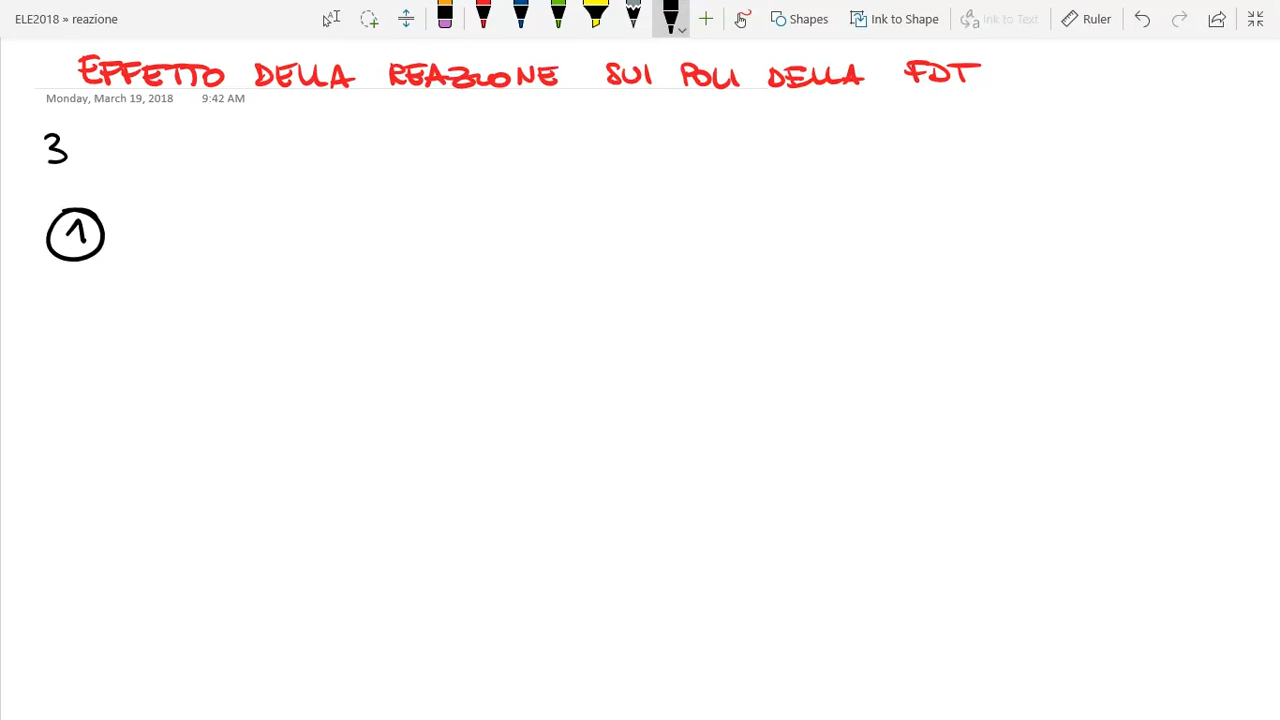 ELE2018 » reazione
Shapes
Ink to Shape
Ink to Text
Ruler
EFFETTO DELLA REAZIONE SUI POLI DELLA FDT
Monday, March 19, 2018 9:42 AM
3
1